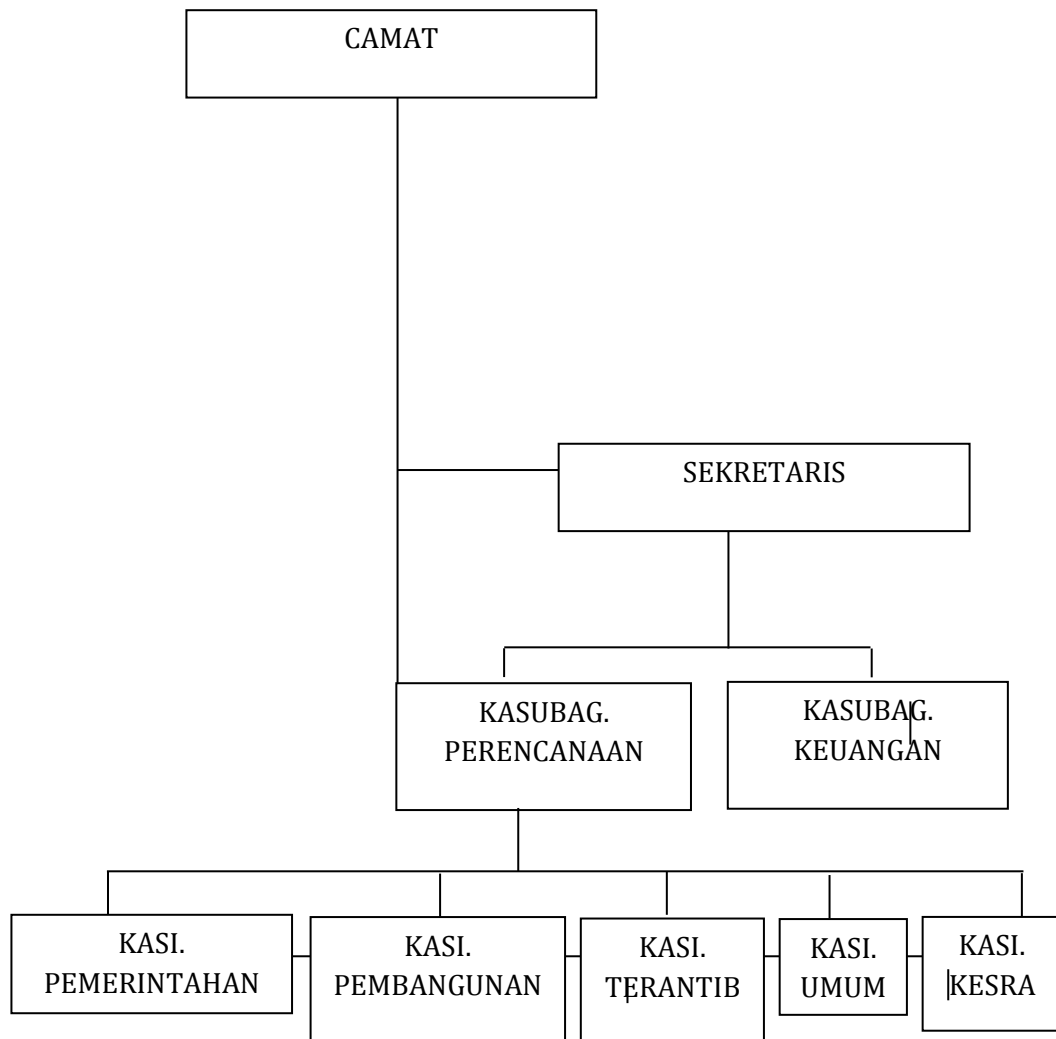 CAMAT
SEKRETARIS
KASUBAG.
PERENCANAAN
KASUBAG.
KEUANGAN
KASI.
PEMERINTAHAN
KASI.
PEMBANGUNAN
KASI.
TERANTIB
KASI.
UMUM
KASI.
KESRA